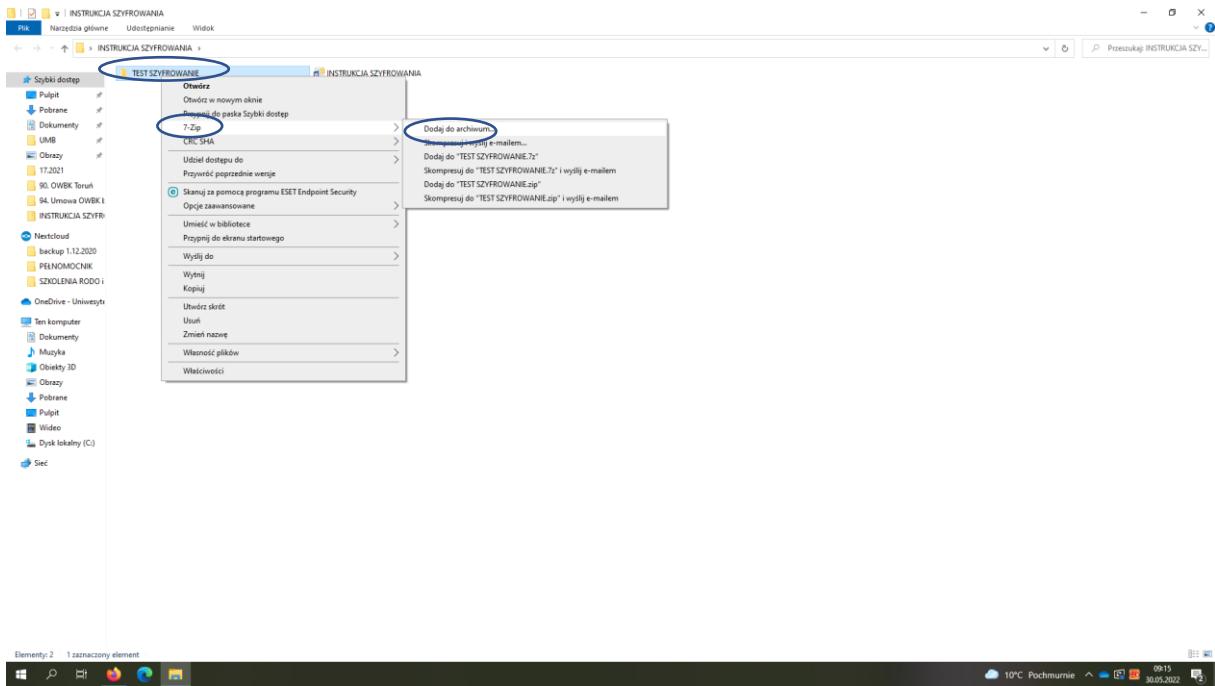 INSTRUKCJA SZYFROWANIA
Plik Narzędzia główne Udostępnianie Widok
INSTRUKCJA SZYFROWANIA
Przeszukaj: INSTRUKCJA SZY...
Szybki dostęp
Pulpit
Pobrane
Dokumenty
UMB
Obrazy
17.2021
90. OWBK Toruń
94. Umowa OWBK
INSTRUKCJA SZYFR
Nextcloud
backup 1.12.2020
PEŁNOMOCNIK
SZKOLENIA RODO i
OneDrive - Uniwesyte
Ten komputer
Dokumenty
Muzyka
Obiekty 3D
Obrazy
Pobrane
Pulpit
Wideo
Dysk lokalny (C:)
Sieć
TEST SZYFROWANIE
INSTRUKCJA SZYFROWANIA
Otwórz
Otwórz w nowym oknie
Przypnij do paska Szybki dostęp
7-Zip
CRC SHA
Udziel dostępu do
Przywróć poprzednie wersje
Skanuj za pomocą programu ESET Endpoint Security
Opcje zaawansowane
Umieść w bibliotece
Przypnij do ekranu startowego
Wyślij do
Wytnij
Kopiuj
Utwórz skrót
Usuń
Zmień nazwę
Własność plików
Właściwości
Dodaj do archiwum...
Skompresuj i wyślij e-mailem...
Dodaj do "TEST SZYFROWANIE.7z"
Skompresuj do "TEST SZYFROWANIE.7z" i wyślij e-mailem
Dodaj do "TEST SZYFROWANIE.zip"
Skompresuj do "TEST SZYFROWANIE.zip" i wyślij e-mailem
Elementy: 2 1 zaznaczony element
10°C Pochmurnie
09:15
30.05.2022